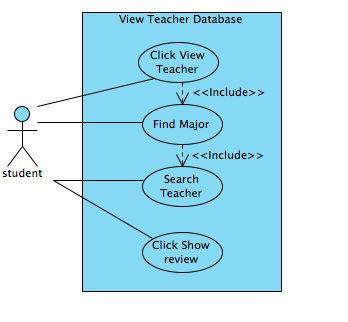 View Teacher Database
Click View
Teacher
<<Include>>
Find Major
<<Include>>
student
Search
Teacher
Click Show
review